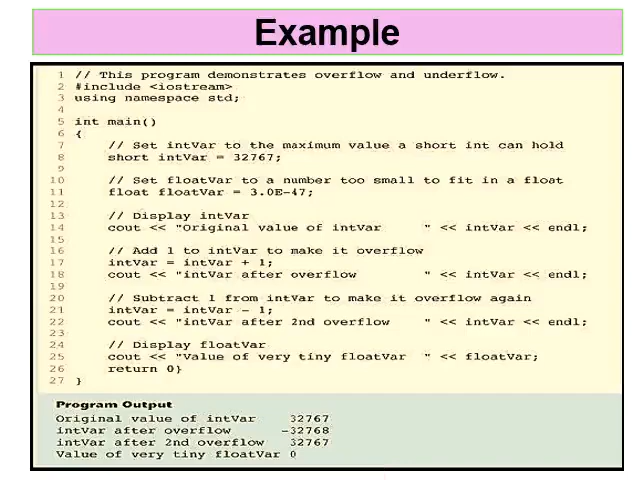 Example
1 // This program demonstrates overflow and underflow.
2 #include <iostream>
3 using namespace std;
4
5 int main()
6 {
7 // Set intVar to the maximum value a short int can hold
8 short intVar = 32767;
9
10 // Set floatVar to a number too small to fit in a float
11 float floatVar = 3.0E-47;
12
13 // Display intVar
14 cout << "Original value of intVar " << intVar << endl;
15
16 // Add 1 to intVar to make it overflow
17 intVar = intVar + 1;
18 cout << "intVar after overflow " << intVar << endl;
19
20 // Subtract 1 from intVar to make it overflow again
21 intVar = intVar - 1;
22 cout << "intVar after 2nd overflow " << intVar << endl;
23
24 // Display floatVar
25 cout << "Value of very tiny floatVar " << floatVar;
26 return 0}
27 }
Program Output
Original value of intVar 32767
intVar after overflow -32768
intVar after 2nd overflow 32767
Value of very tiny floatVar 0